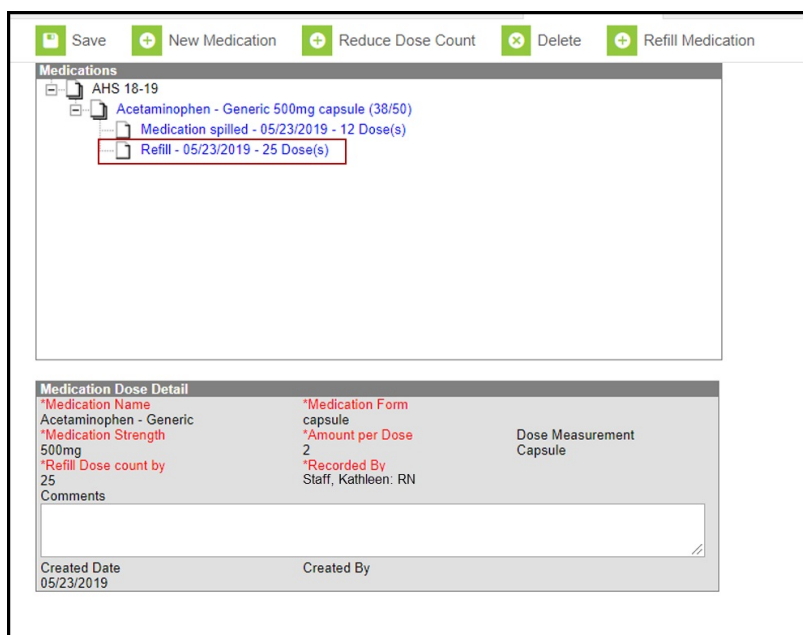 Save New Medication Reduce Dose Count Delete Refill Medication
Medications
AHS 18-19
Acetaminophen - Generic 500mg capsule (38/50)
Medication spilled - 05/23/2019 - 12 Dose(s)
Refill - 05/23/2019 - 25 Dose(s)
Medication Dose Detail
*Medication Name *Medication Form
Acetaminophen - Generic capsule
*Medication Strength *Amount per Dose Dose Measurement
500mg 2 Capsule
*Refill Dose count by *Recorded By
25 Staff, Kathleen: RN
Comments
Created Date Created By
05/23/2019